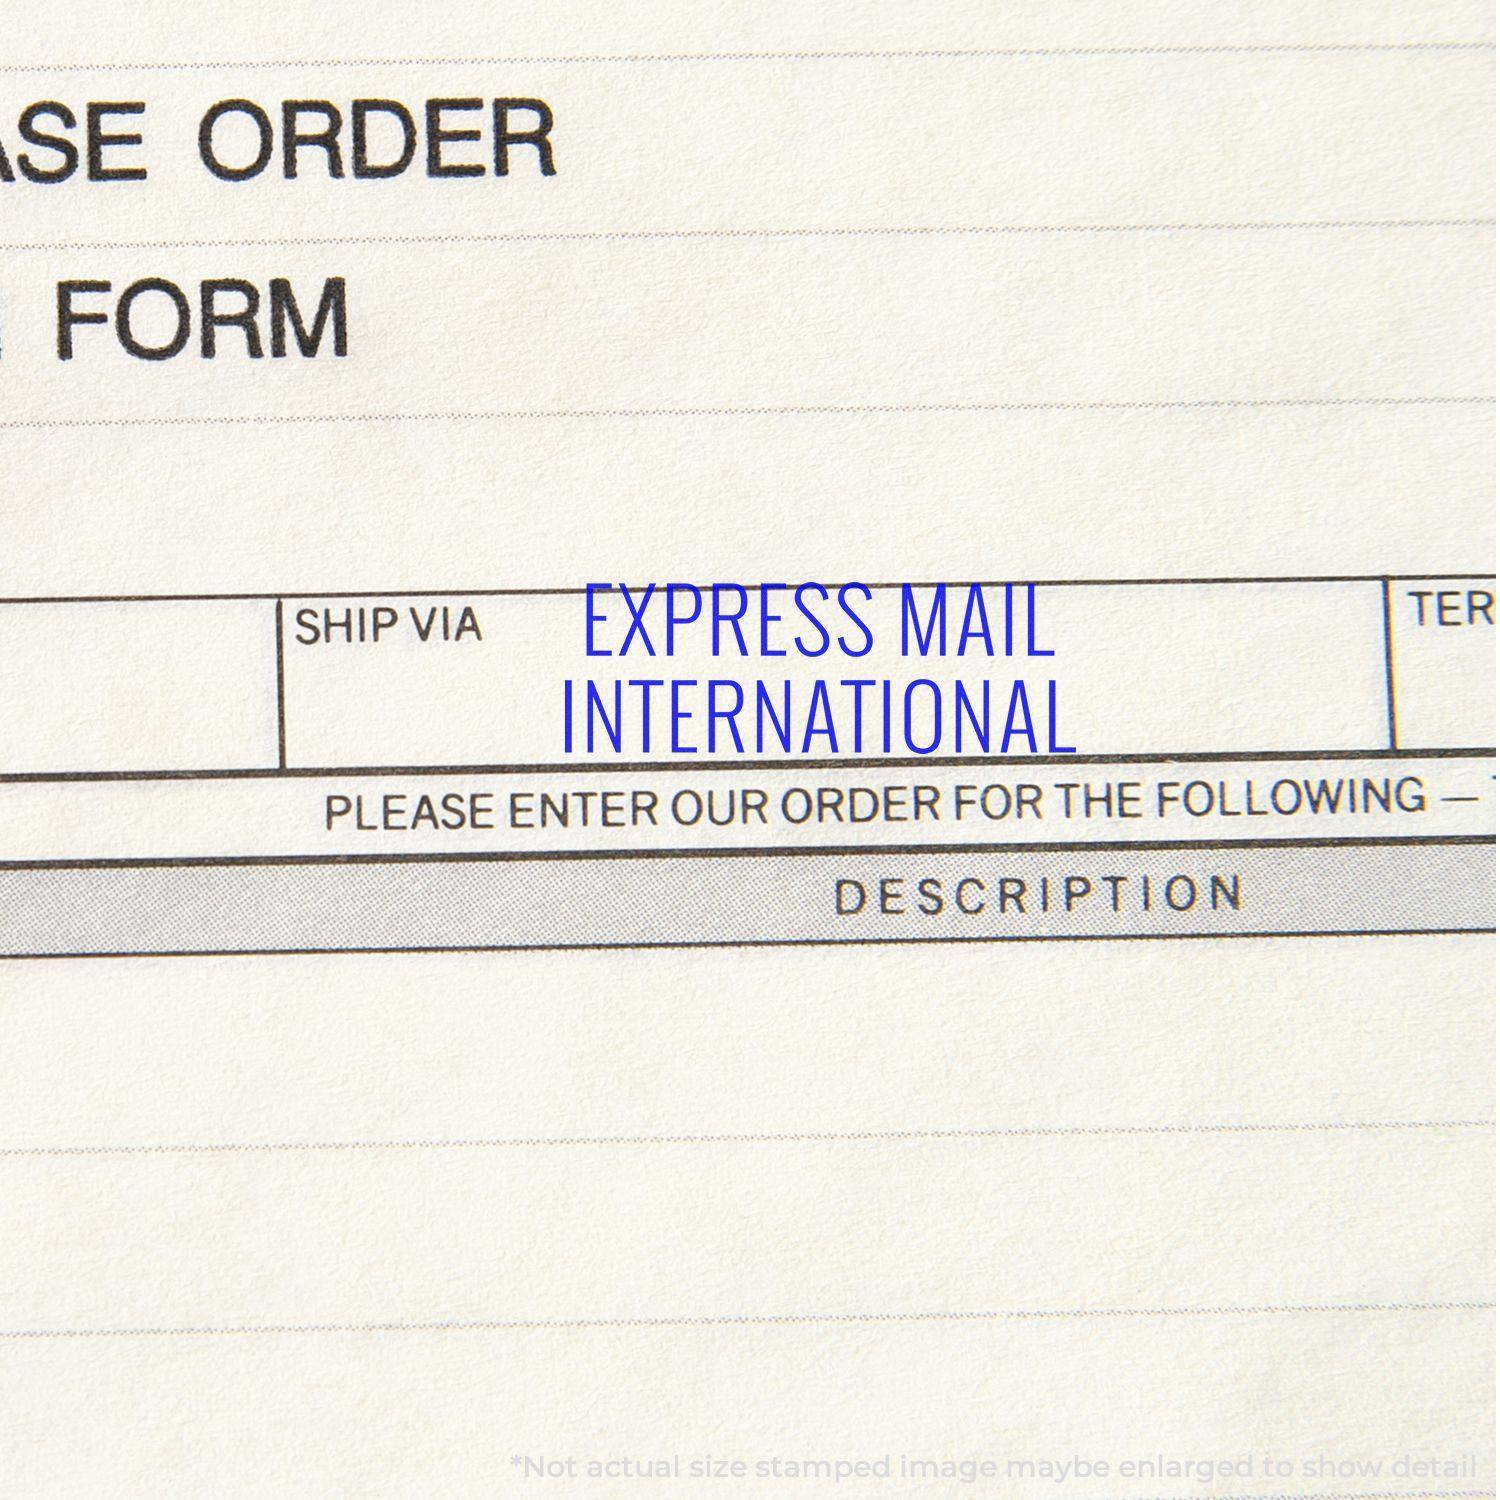 ASE ORDER
FORM
SHIP VIA
EXPRESS MAIL
INTERNATIONAL
TER
PLEASE ENTER OUR ORDER FOR THE FOLLOWING —
DESCRIPTION
*Not actual size stamped image maybe enlarged to show detail